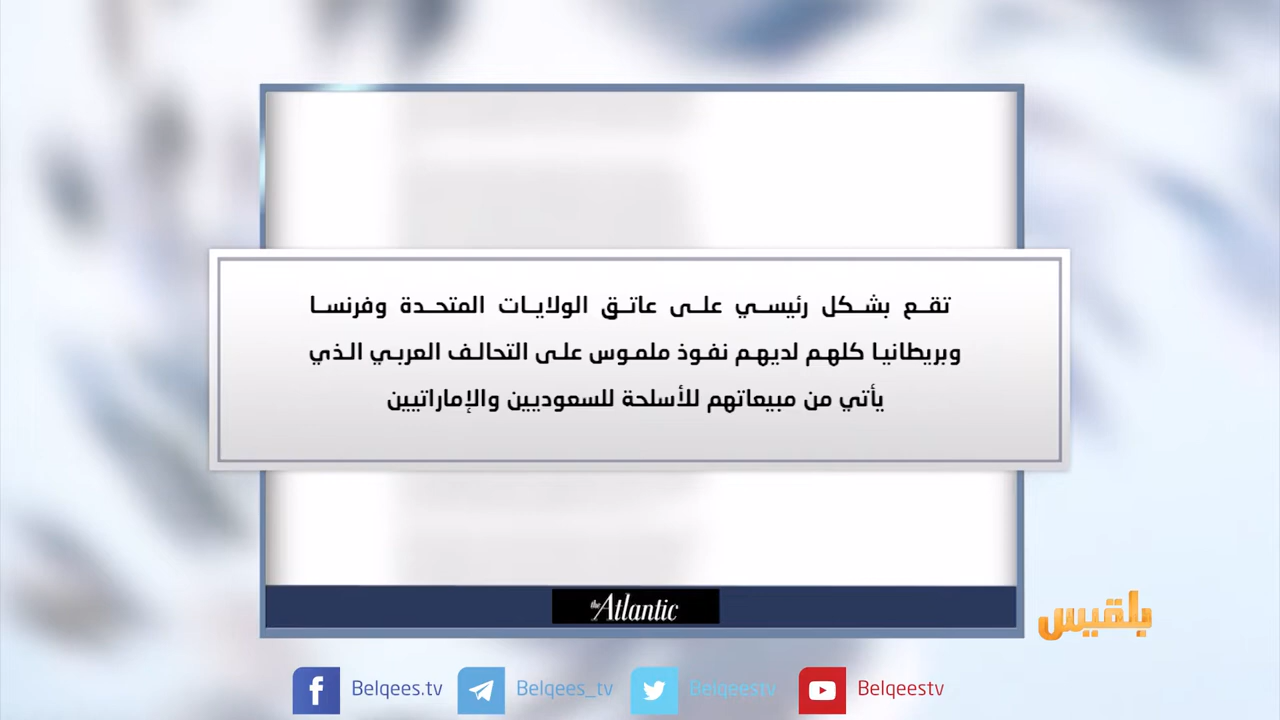 تقع بشكل رئيسي على عاتق الولايات المتحدة وفرنسا
وبريطانيا كلهم لديهم نفوذ ملموس على التحالف العربي الذي
يأتي من مبيعاتهم للأسلحة للسعوديين والإماراتيين
the Atlantic
بلقيس
Belqees.tv
Belqees_tv
Belqeestv
Belqeestv